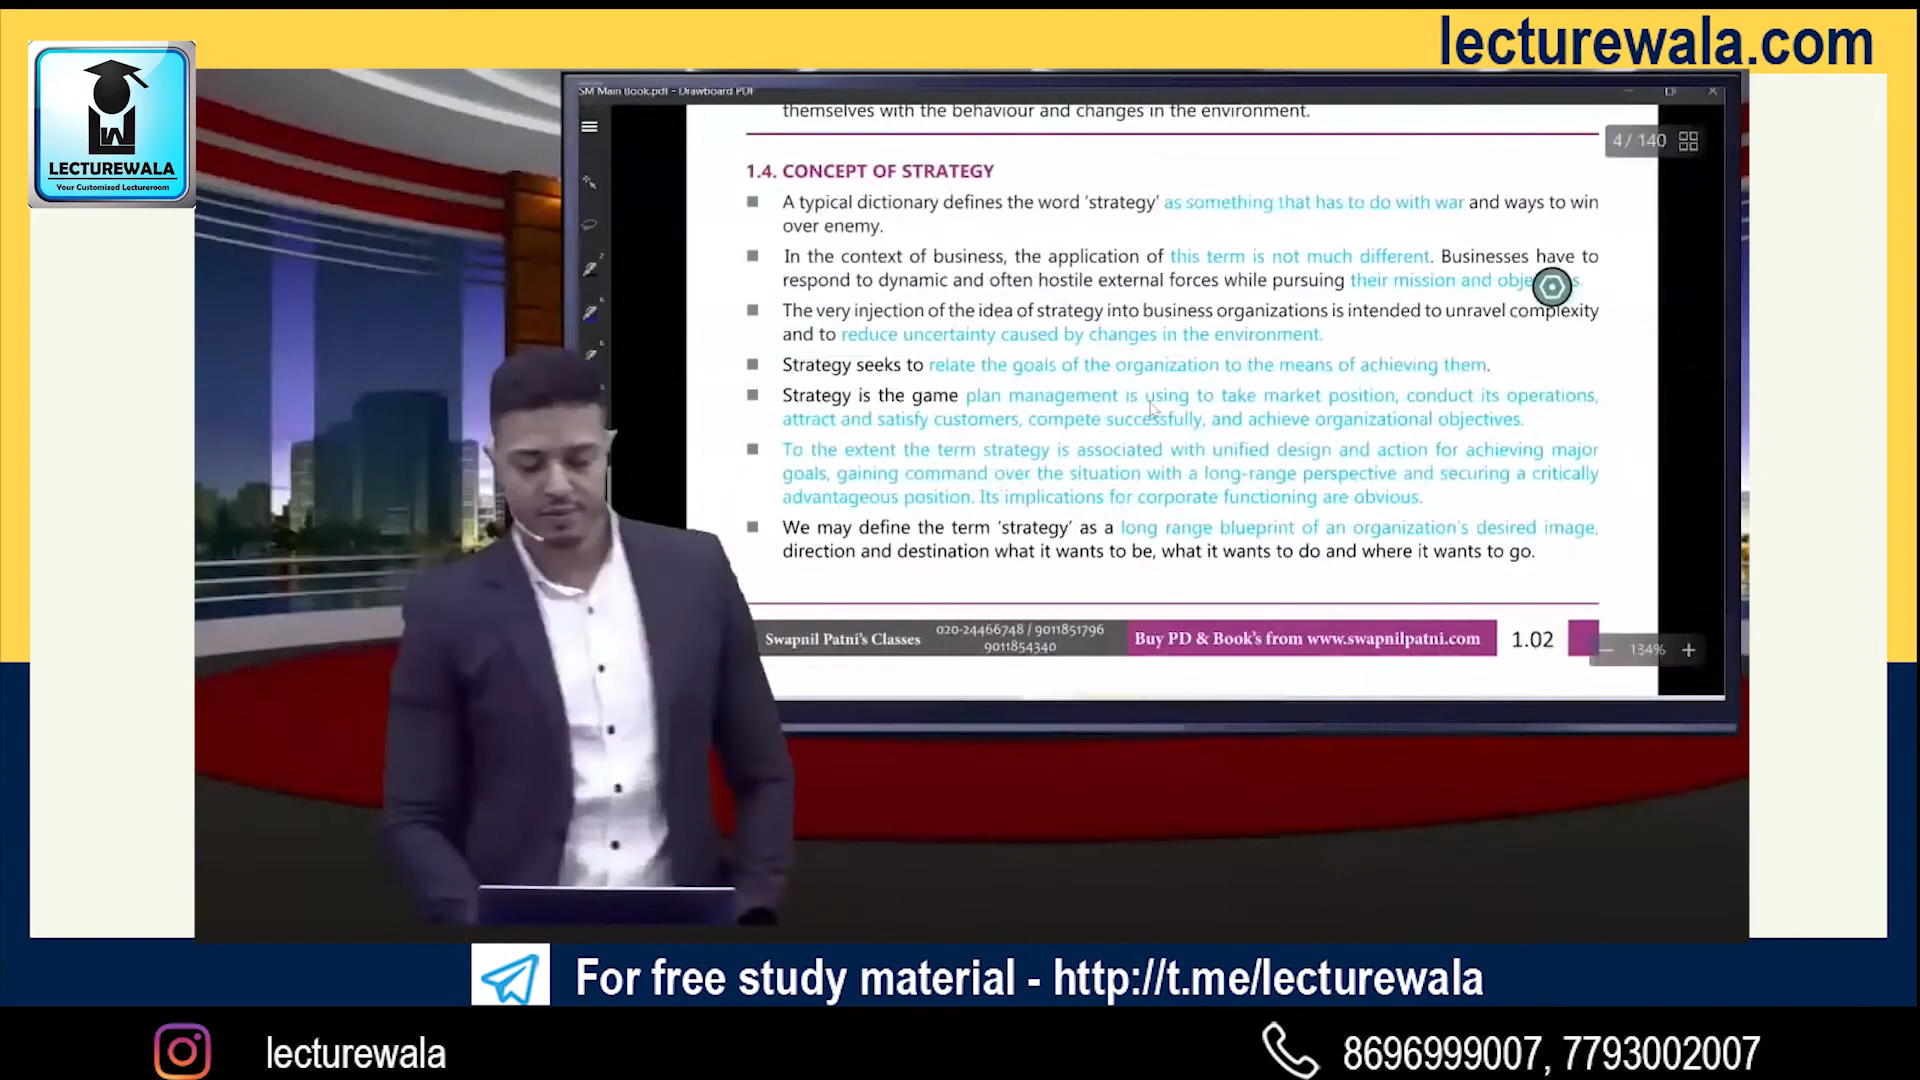 lecturewala.com
LW
LECTUREWALA
Your Customized Lectureroom
SM Main Book.pdf - Drawboard PDF
themselves with the behaviour and changes in the environment.
4 / 140
1.4. CONCEPT OF STRATEGY
A typical dictionary defines the word ‘strategy’ as something that has to do with war and ways to win
over enemy.
In the context of business, the application of this term is not much different. Businesses have to
respond to dynamic and often hostile external forces while pursuing their mission and
The very injection of the idea of strategy into business organizations is intended to unravel complexity
and to reduce uncertainty caused by changes in the environment.
Strategy seeks to relate the goals of the organization to the means of achieving them.
Strategy is the game plan management is using to take market position, conduct its operations,
attract and satisfy customers, compete successfully, and achieve organizational objectives.
To the extent the term strategy is associated with unified design and action for achieving major
goals, gaining command over the situation with a long-range perspective and securing a critically
advantageous position. Its implications for corporate functioning are obvious.
We may define the term ‘strategy’ as a long range blueprint of an organization’s desired image,
direction and destination what it wants to be, what it wants to do and where it wants to go.
Swapnil Patni's Classes
020-24466748 / 9011851796
9011854340
Buy PD & Book's from www.swapnilpatni.com
1.02
134%
For free study material - http://t.me/lecturewala
lecturewala
8696999007, 7793002007